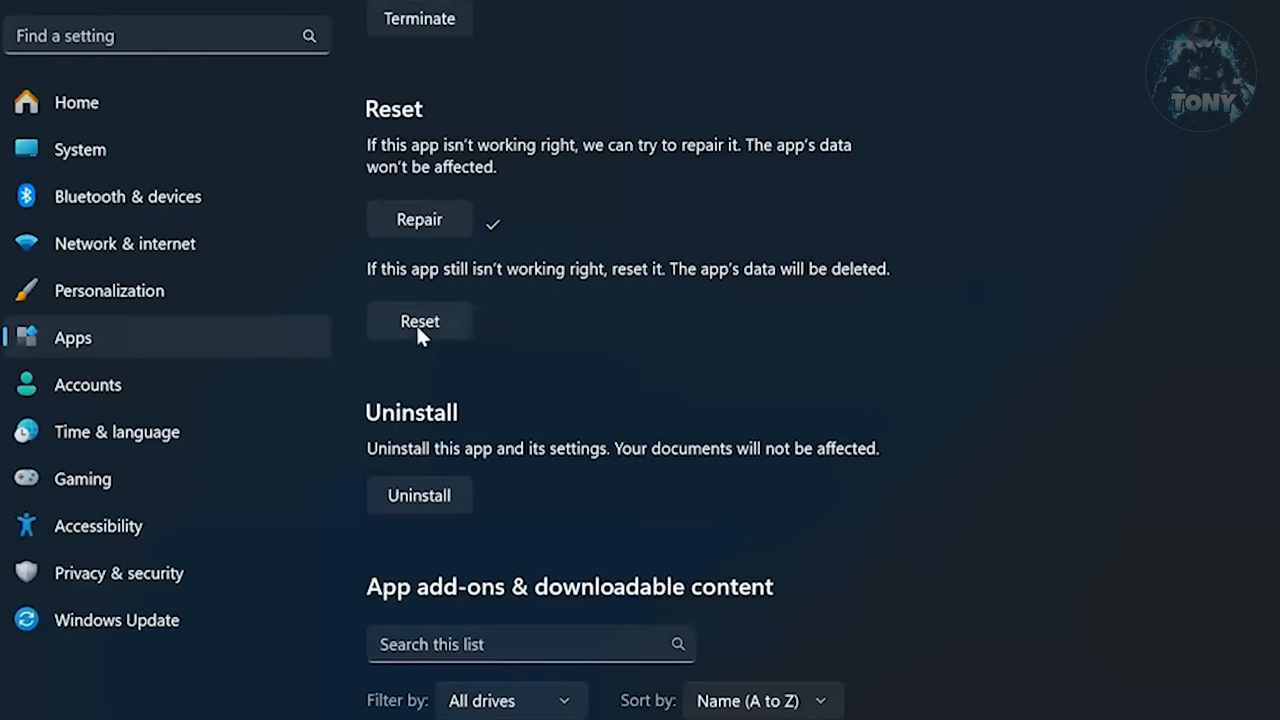 Find a setting
Home
System
Bluetooth & devices
Network & internet
Personalization
Apps
Accounts
Time & language
Gaming
Accessibility
Privacy & security
Windows Update
Terminate
Reset
If this app isn’t working right, we can try to repair it. The app’s data
won’t be affected.
Repair
If this app still isn’t working right, reset it. The app’s data will be deleted.
Reset
Uninstall
Uninstall this app and its settings. Your documents will not be affected.
Uninstall
App add-ons & downloadable content
Search this list
Filter by: All drives Sort by: Name (A to Z)
TONY